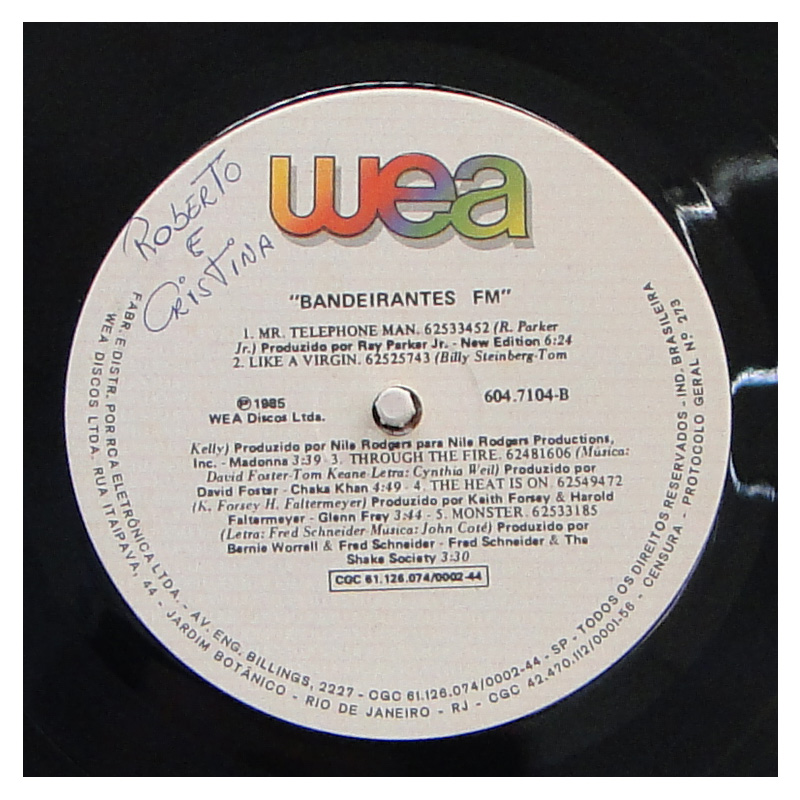 wea
ROBERTO
E
CRISTINA
"BANDEIRANTES FM"
1. MR. TELEPHONE MAN. 62533452 (R. Parker
Jr.) Produzido por Ray Parker Jr. - New Edition 6:24
2. LIKE A VIRGIN. 62525743 (Billy Steinberg-Tom
℗1985
WEA Discos Ltda.
604.7104-B
Kelly) Produzido por Nile Rodgers para Nile Rodgers Productions,
Inc. - Madonna 3:39 · 3. THROUGH THE FIRE. 62481606 (Música:
David Foster-Tom Keane-Letra: Cynthia Weil) Produzido por
David Foster - Chaka Khan 4:49 · 4. THE HEAT IS ON. 62549472
(K. Forsey H. Faltermeyer) Produzido por Keith Forsey & Harold
Faltermeyer - Glenn Frey 3:44 - 5. MONSTER. 62533185
(Letra: Fred Schneider-Música: John Coté) Produzido por
Bernie Worrell & Fred Schneider - Fred Schneider & The
Shake Society 3:30
CGC 61.126.074/0002-44
FABR. E DISTR. POR RCA ELETRÔNICA LTDA. - AV. ENG. BILLINGS, 2227 - CGC 61.126.074/0002-44 - SP - TODOS OS DIREITOS RESERVADOS - IND. BRASILEIRA
WEA DISCOS LTDA. RUA ITAIPAVA, 44 - JARDIM BOTÂNICO - RIO DE JANEIRO - RJ - CGC 42.470.112/0001-56 - CENSURA - PROTOCOLO GERAL Nº 273